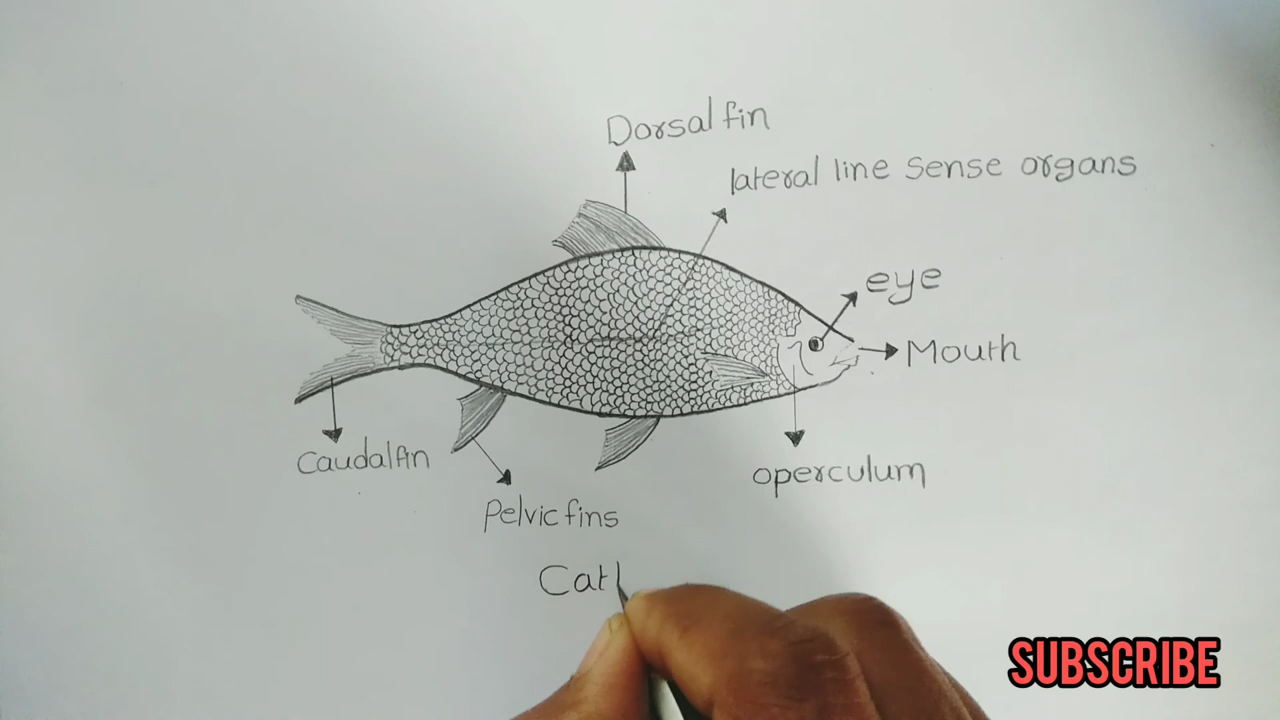 Dorsal fin
lateral line sense organs
eye
Mouth
Caudalfin
operculum
Pelvic fins
Catl
SUBSCRIBE